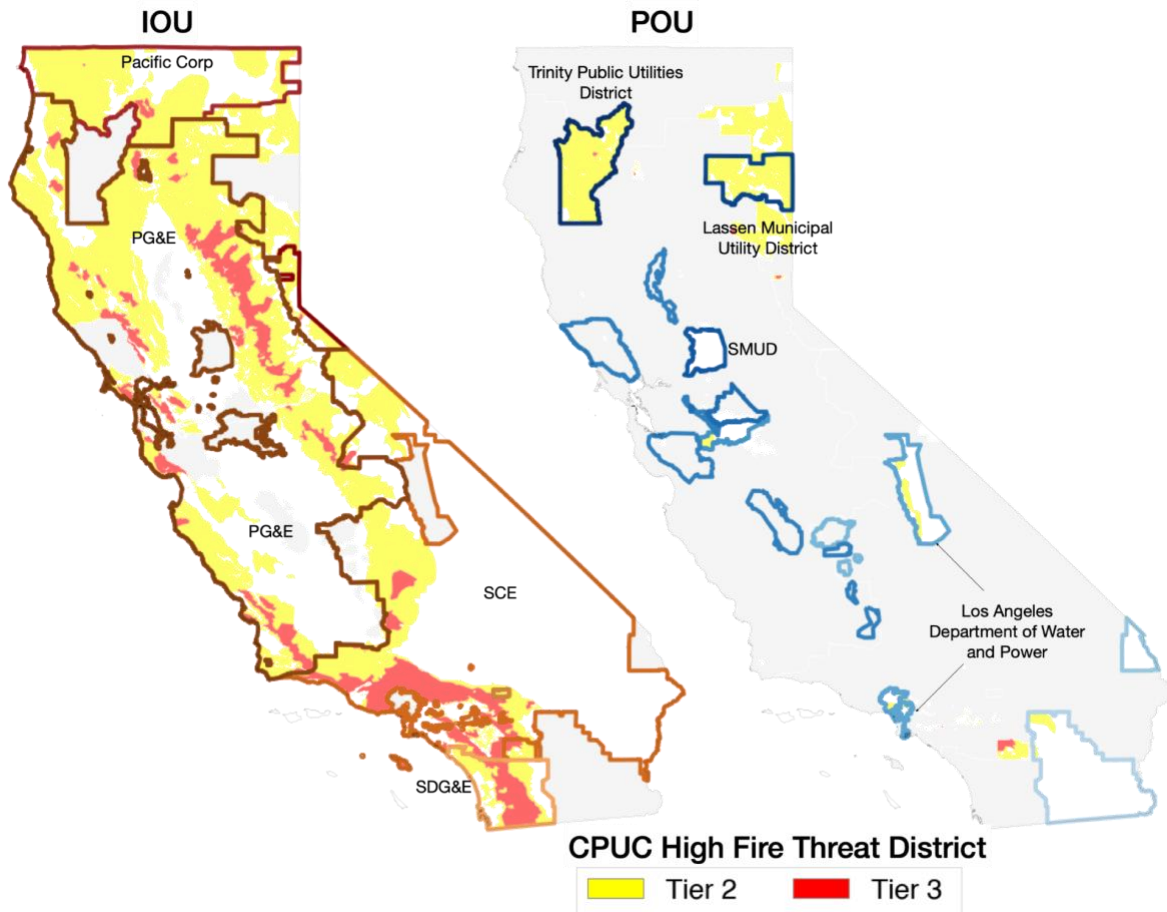 IOU
POU
Pacific Corp
Trinity Public Utilities
District
PG&E
Lassen Municipal
Utility District
SMUD
PG&E
SCE
Los Angeles
Department of Water
and Power
SDG&E
CPUC High Fire Threat District
Tier 2
Tier 3